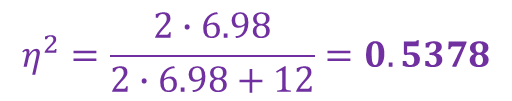 η² = (2 · 6.98) / (2 · 6.98 + 12) = 0.5378